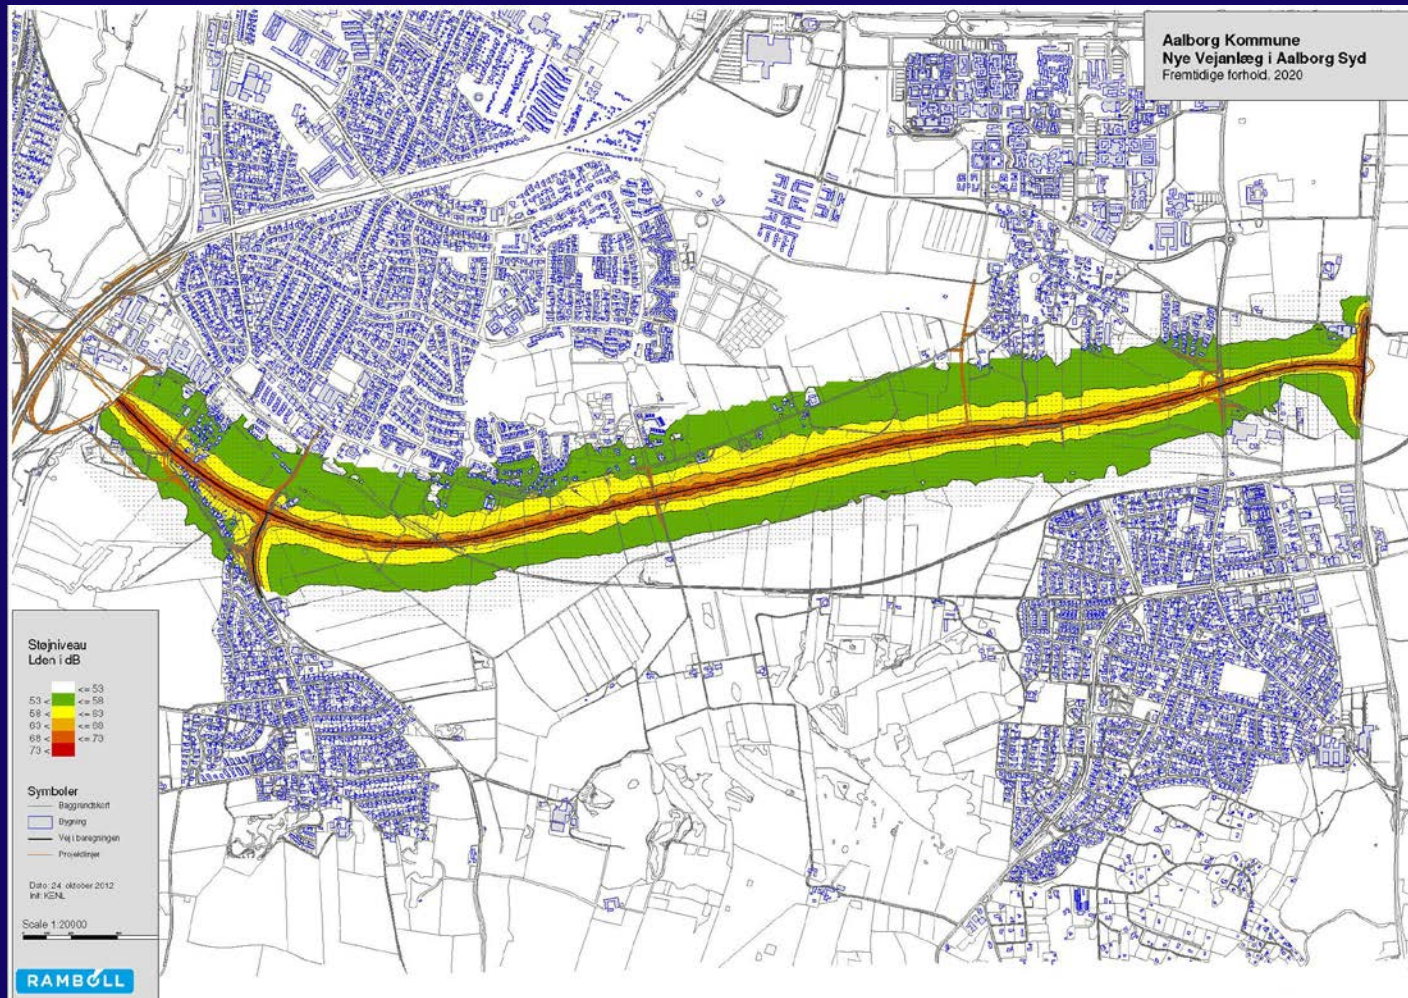 Aalborg Kommune
Nye Vejanlæg i Aalborg Syd
Fremtidige forhold, 2020
Støjniveau
Lden i dB
<= 53
53 < <= 58
58 < <= 63
63 < <= 68
68 < <= 73
73 <
Symboler
Baggrundskort
Bygning
Vej i beregningen
Projektlinjer
Dato: 24. oktober 2012
Init: KENL
Scale 1:20000
RAMBOLL